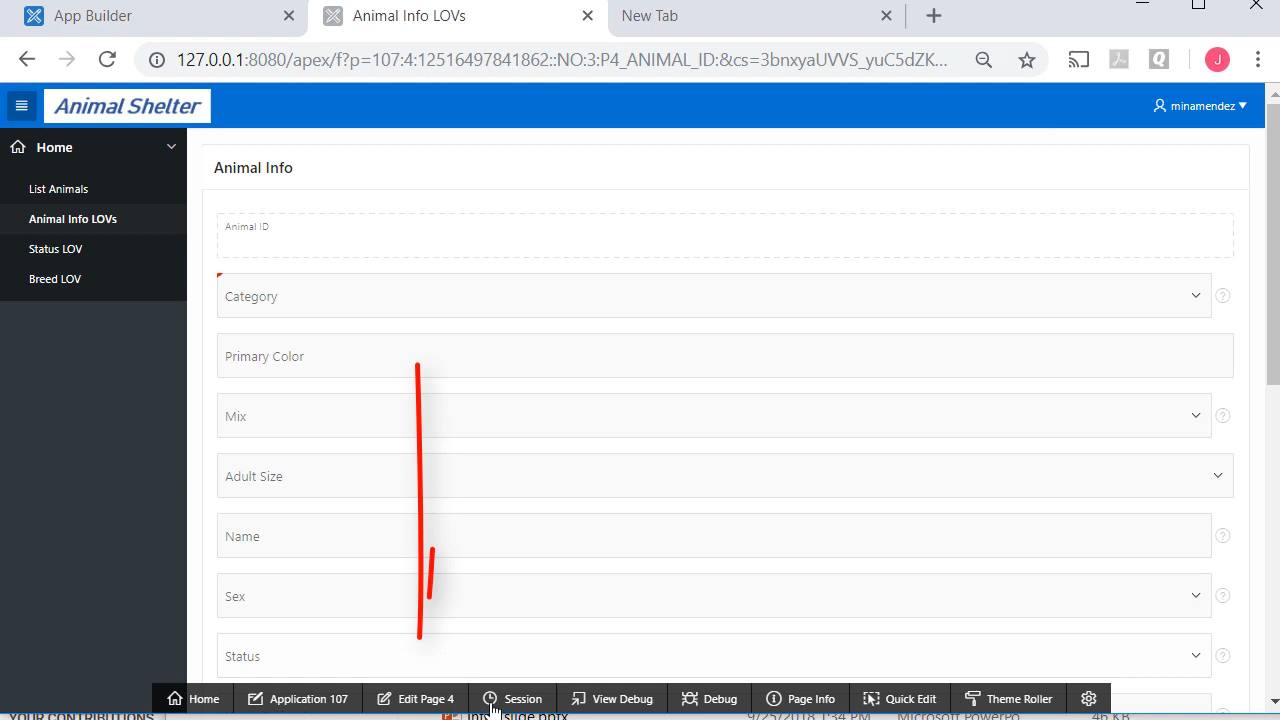 App Builder
Animal Info LOVs
New Tab
127.0.0.1:8080/apex/f?p=107:4:12516497841862::NO:3:P4_ANIMAL_ID:&cs=3bnxyaUVVS_yuC5dZK...
J
Animal Shelter
minamendez
Home
List Animals
Animal Info LOVs
Status LOV
Breed LOV
Animal Info
Animal ID
Category
Primary Color
Mix
Adult Size
Name
Sex
Status
Home
Application 107
Edit Page 4
Session
View Debug
Debug
Page Info
Quick Edit
Theme Roller